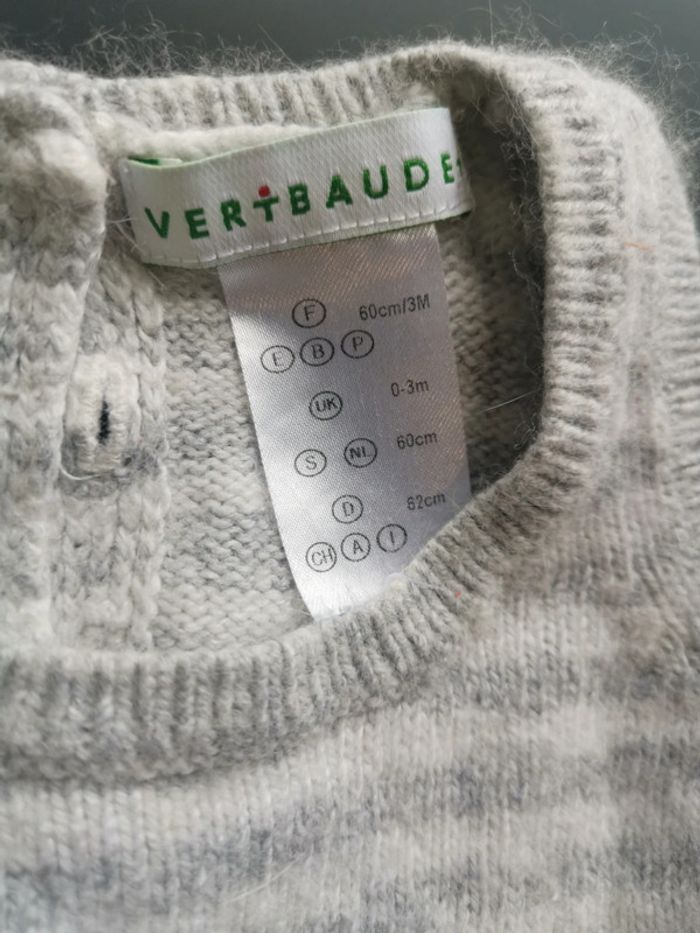 VERTBAUDET
F 60cm/3M
E B P
UK 0-3m
S NL 60cm
D 62cm
CH A I